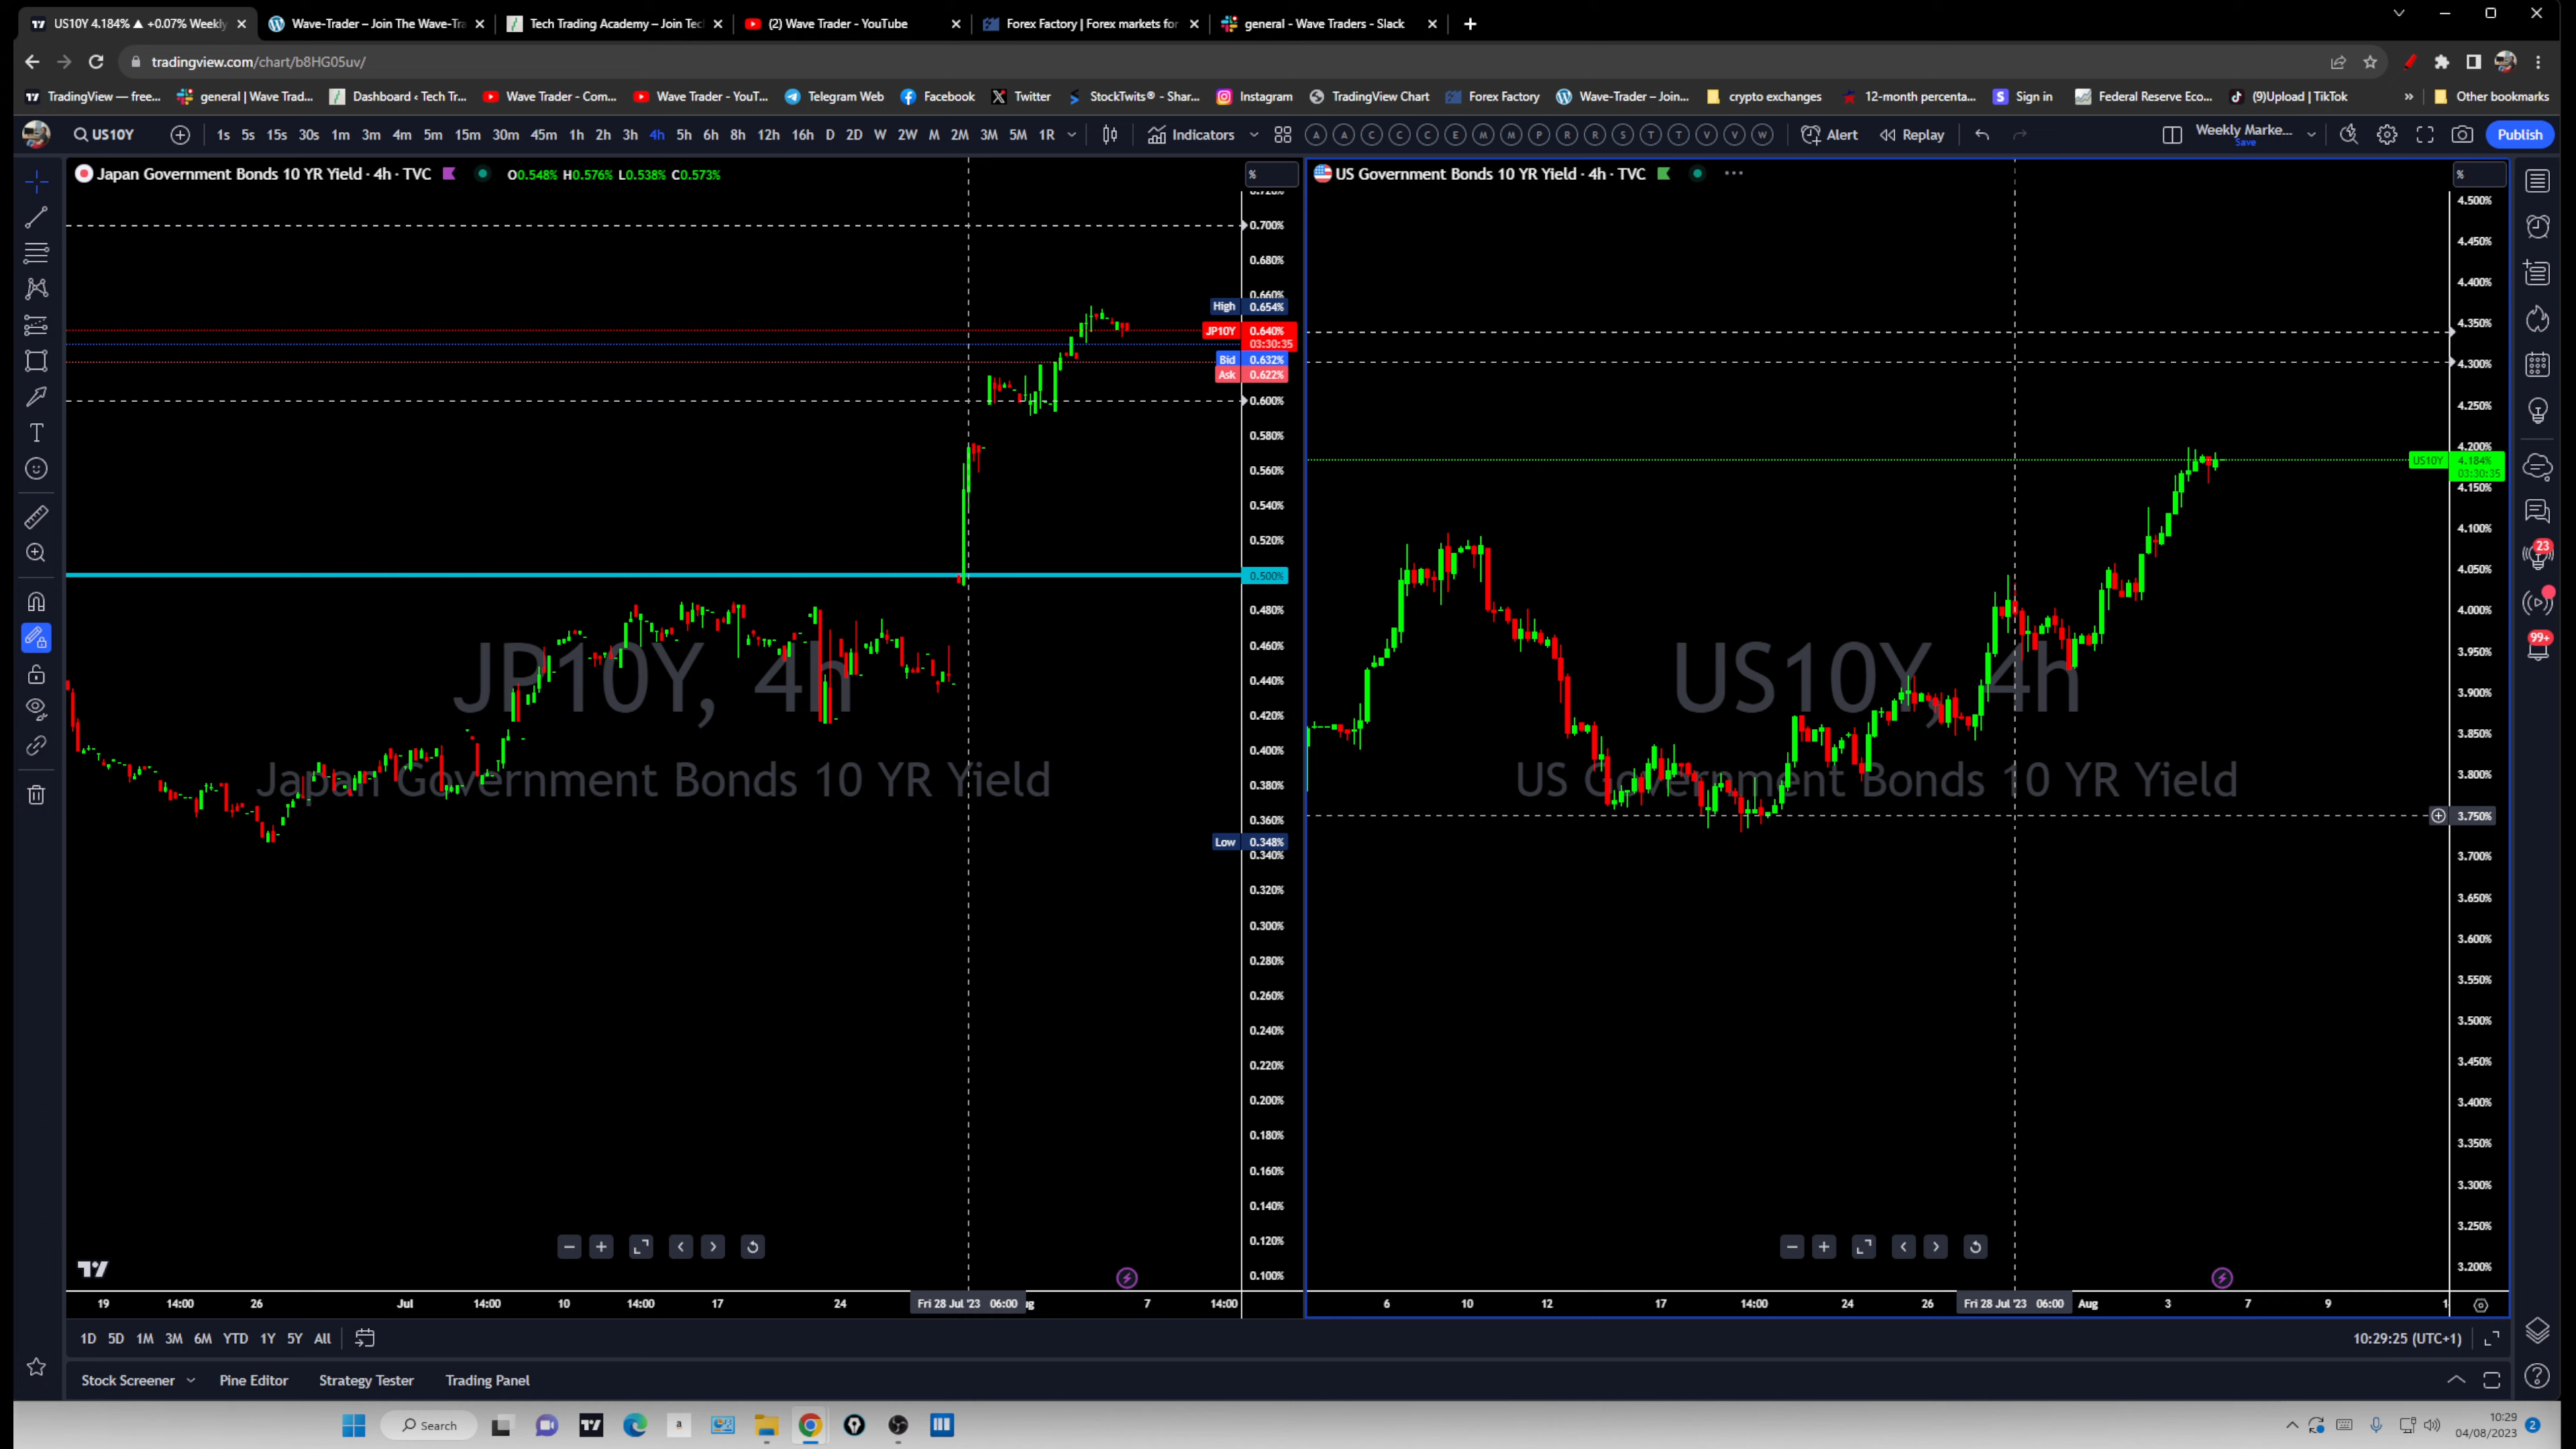 US10Y 4.184% ▲ +0.07% Weekly
Wave-Trader – Join The Wave-Tra
Tech Trading Academy – Join Tec
(2) Wave Trader - YouTube
Forex Factory | Forex markets for
general - Wave Traders - Slack
tradingview.com/chart/b8HG05uv/
TradingView — free...
general | Wave Trad...
Dashboard ‹ Tech Tr...
Wave Trader - Com...
Wave Trader - YouT...
Telegram Web
Facebook
Twitter
StockTwits® - Shar...
Instagram
TradingView Chart
Forex Factory
Wave-Trader – Join...
crypto exchanges
12-month percenta...
Sign in
Federal Reserve Eco...
(9)Upload | TikTok
»
Other bookmarks
US10Y
1s 5s 15s 30s 1m 3m 4m 5m 15m 30m 45m 1h 2h 3h 4h 5h 6h 8h 12h 16h D 2D W 2W M 2M 3M 5M 1R
Indicators
A A C C C E M M P R R S T T V V W
Alert
Replay
Weekly Marke...
Save
Publish
Japan Government Bonds 10 YR Yield · 4h · TVC
O0.548% H0.576% L0.538% C0.573%
%
0.720%
0.700%
0.680%
0.660%
High 0.654%
JP10Y 0.640%
03:30:35
Bid 0.632%
Ask 0.622%
0.600%
0.580%
0.560%
0.540%
0.520%
0.500%
0.480%
0.460%
0.440%
0.420%
0.400%
0.380%
0.360%
Low 0.348%
0.340%
0.320%
0.300%
0.280%
0.260%
0.240%
0.220%
0.200%
0.180%
0.160%
0.140%
0.120%
0.100%
JP10Y, 4h
Japan Government Bonds 10 YR Yield
19 14:00 26 Jul 14:00 10 14:00 17 24 Fri 28 Jul '23 06:00 ug 7 14:00
US Government Bonds 10 YR Yield · 4h · TVC
%
4.500%
4.450%
4.400%
4.350%
4.300%
4.250%
4.200%
US10Y 4.184%
03:30:35
4.150%
4.100%
4.050%
4.000%
3.950%
3.900%
3.850%
3.800%
3.750%
3.700%
3.650%
3.600%
3.550%
3.500%
3.450%
3.400%
3.350%
3.300%
3.250%
3.200%
US10Y, 4h
US Government Bonds 10 YR Yield
6 10 12 17 14:00 24 26 Fri 28 Jul '23 06:00 Aug 3 7 9 1
23
99+
1D 5D 1M 3M 6M YTD 1Y 5Y All
10:29:25 (UTC+1)
Stock Screener
Pine Editor
Strategy Tester
Trading Panel
Search
a
10:29
04/08/2023
2